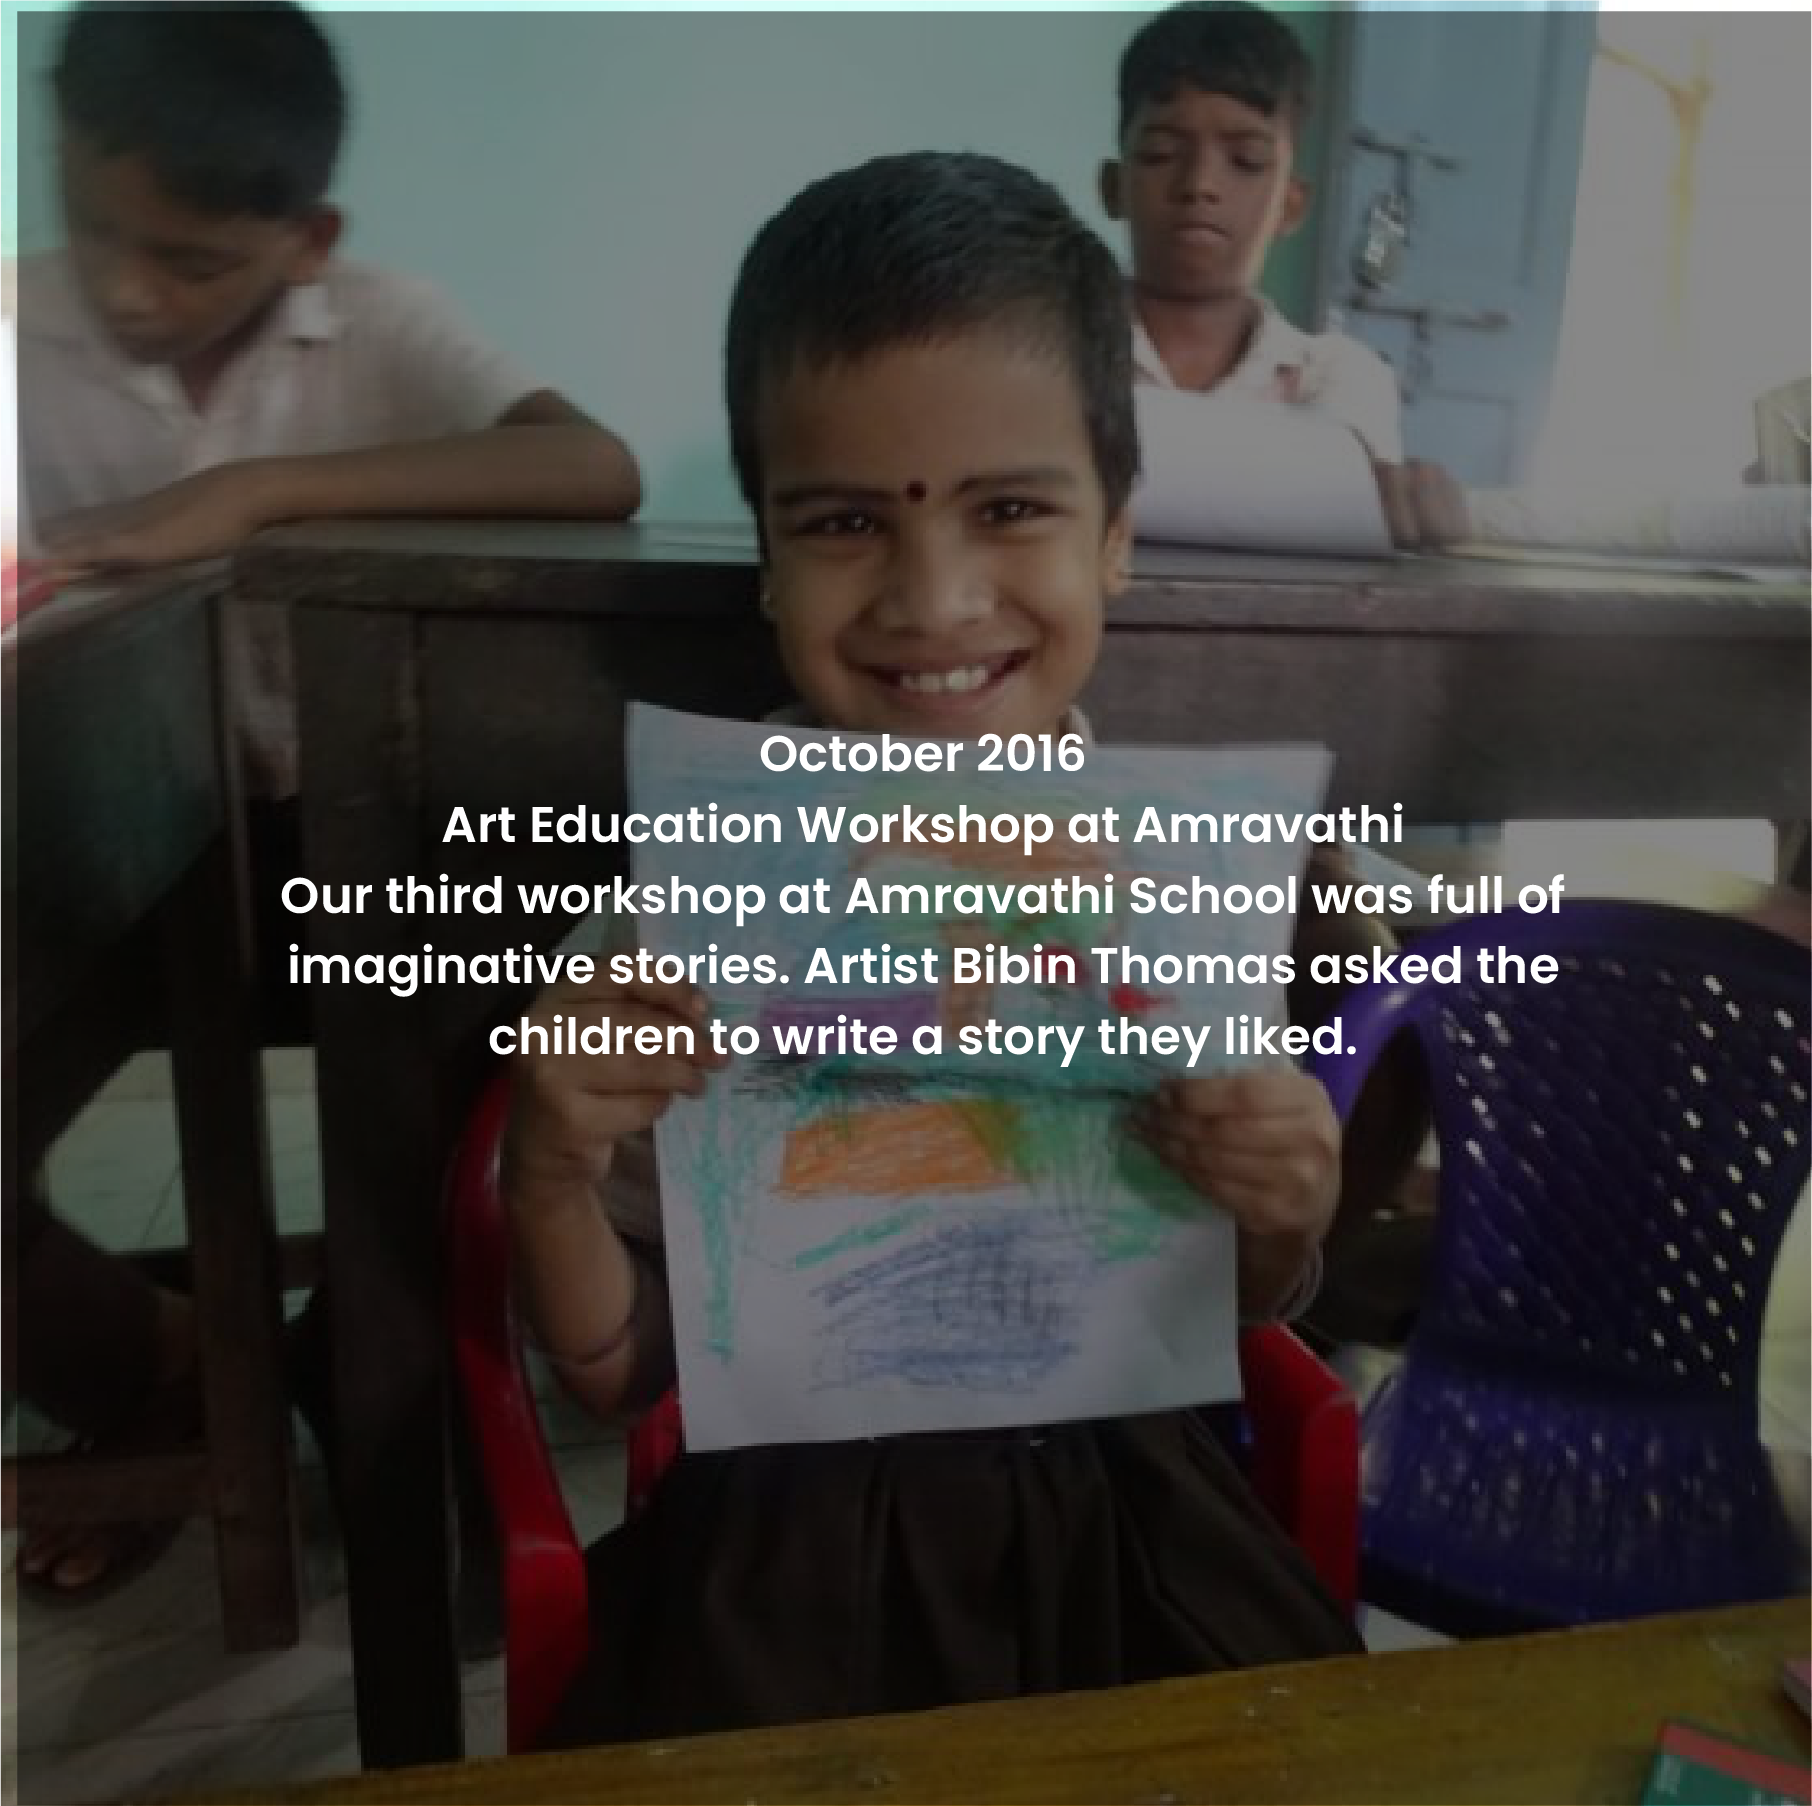 October 2016
Art Education Workshop at Amravathi
Our third workshop at Amravathi School was full of
imaginative stories. Artist Bibin Thomas asked the
children to write a story they liked.